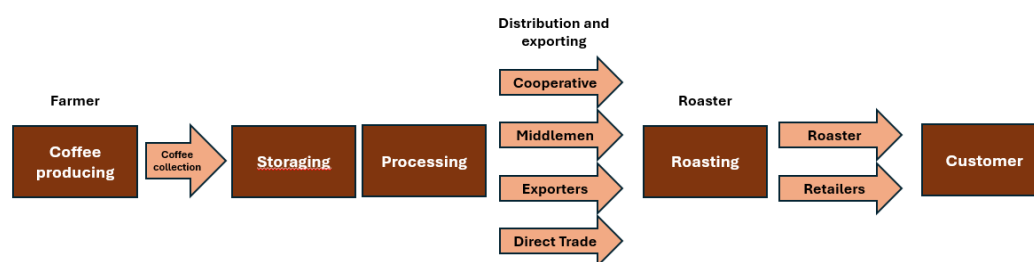 Distribution and
exporting
Farmer
Coffee
producing
Coffee
collection
Storaging
Processing
Cooperative
Middlemen
Exporters
Direct Trade
Roaster
Roasting
Roaster
Retailers
Customer